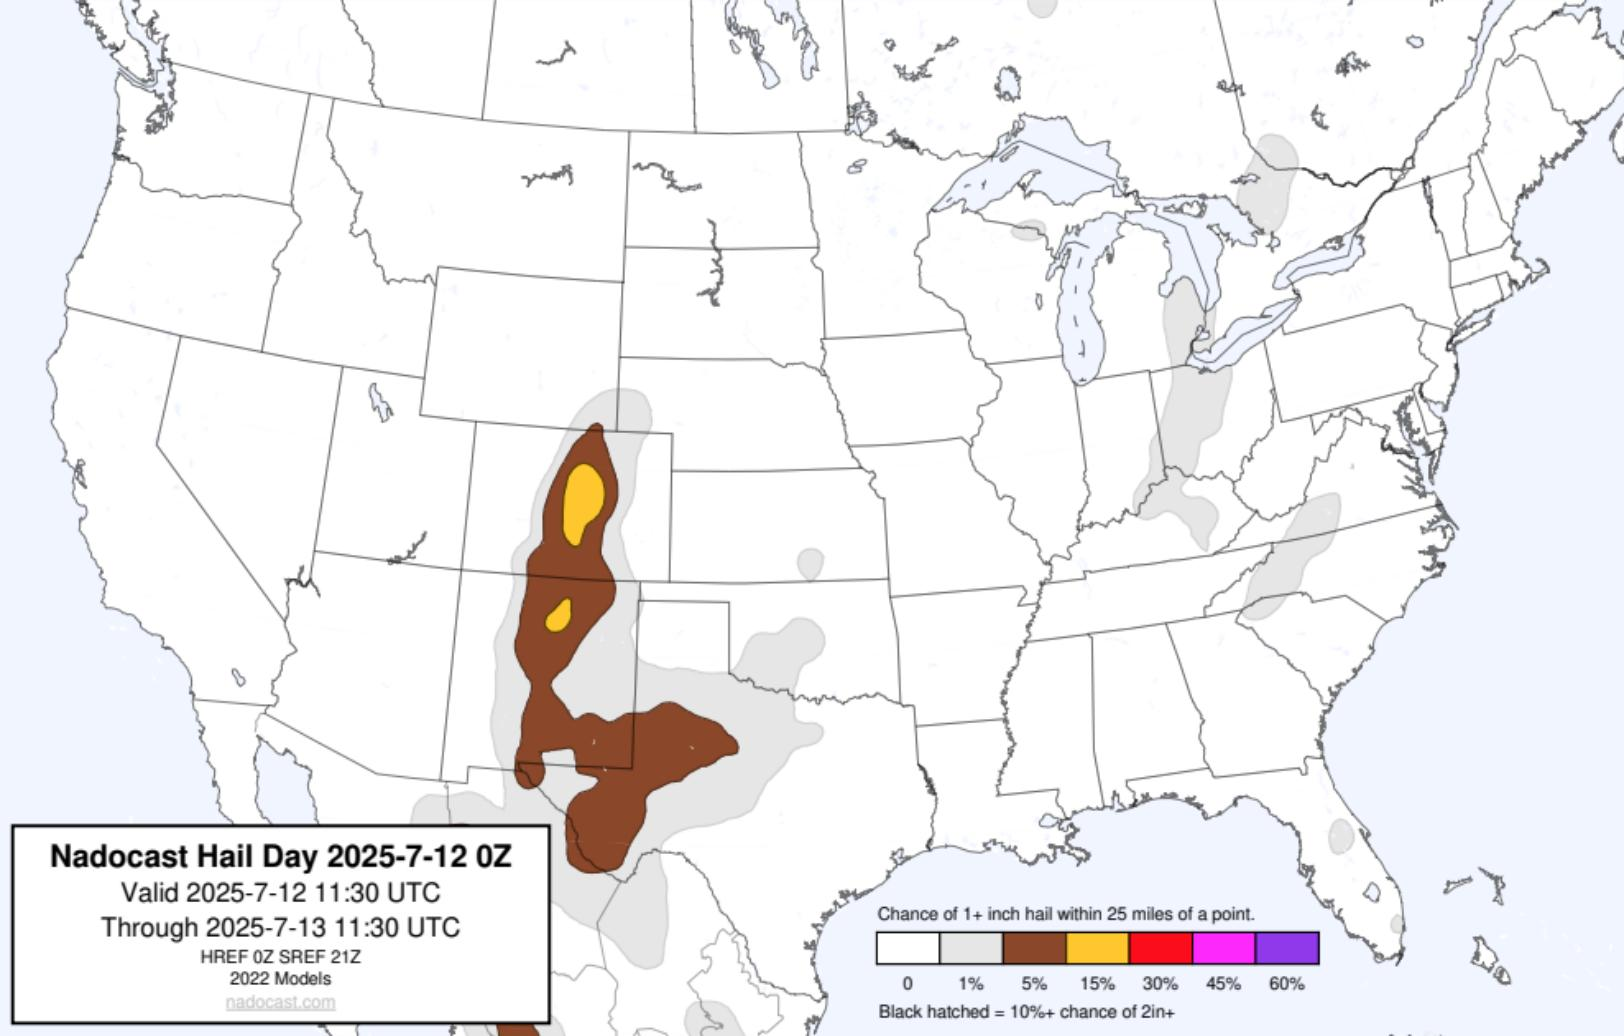 Nadocast Hail Day 2025-7-12 0Z
Valid 2025-7-12 11:30 UTC
Through 2025-7-13 11:30 UTC
HREF 0Z SREF 21Z
2022 Models
nadocast.com
Chance of 1+ inch hail within 25 miles of a point.
0 1% 5% 15% 30% 45% 60%
Black hatched = 10%+ chance of 2in+